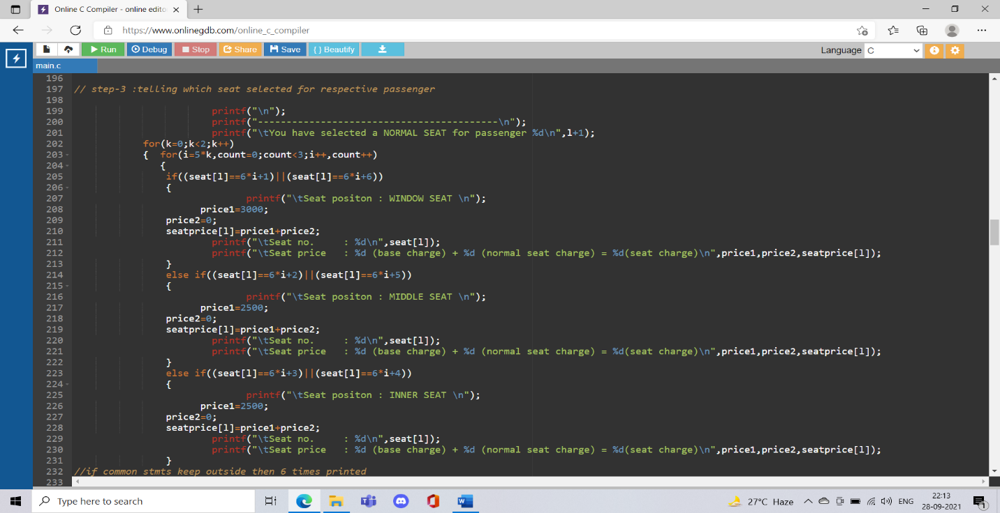 Online C Compiler - online edito
https://www.onlinegdb.com/online_c_compiler
Run Debug Stop Share Save { } Beautify Language C
main.c
196
197 // step-3 :telling which seat selected for respective passenger
198
199 printf("\n");
200 printf("------------------------------------------\n");
201 printf("\tYou have selected a NORMAL SEAT for passenger %d\n",l+1);
202 for(k=0;k<2;k++)
203 { for(i=5*k,count=0;count<3;i++,count++)
204 {
205 if((seat[l]==6*i+1)||(seat[l]==6*i+6))
206 {
207 printf("\tSeat positon : WINDOW SEAT \n");
208 price1=3000;
209 price2=0;
210 seatprice[l]=price1+price2;
211 printf("\tSeat no. : %d\n",seat[l]);
212 printf("\tSeat price : %d (base charge) + %d (normal seat charge) = %d(seat charge)\n",price1,price2,seatprice[l]);
213 }
214 else if((seat[l]==6*i+2)||(seat[l]==6*i+5))
215 {
216 printf("\tSeat positon : MIDDLE SEAT \n");
217 price1=2500;
218 price2=0;
219 seatprice[l]=price1+price2;
220 printf("\tSeat no. : %d\n",seat[l]);
221 printf("\tSeat price : %d (base charge) + %d (normal seat charge) = %d(seat charge)\n",price1,price2,seatprice[l]);
222 }
223 else if((seat[l]==6*i+3)||(seat[l]==6*i+4))
224 {
225 printf("\tSeat positon : INNER SEAT \n");
226 price1=2500;
227 price2=0;
228 seatprice[l]=price1+price2;
229 printf("\tSeat no. : %d\n",seat[l]);
230 printf("\tSeat price : %d (base charge) + %d (normal seat charge) = %d(seat charge)\n",price1,price2,seatprice[l]);
231 }
232 //if common stmts keep outside then 6 times printed
233
Type here to search 27°C Haze ENG 22:13
28-09-2021 1